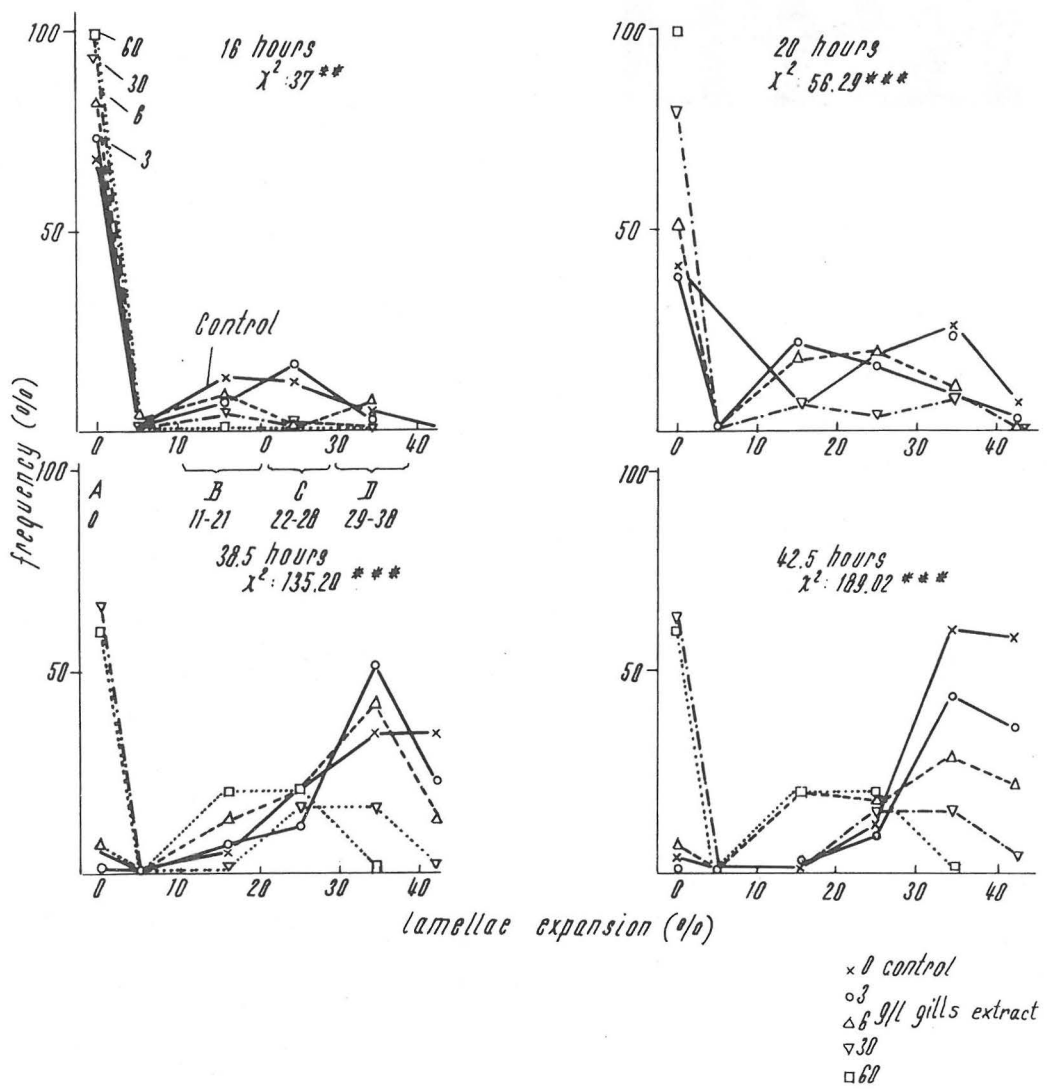 100
50
60
30
6
3
16 hours
χ²:37**
Control
0 10 20 30 40
A B C D
0 11-21 22-28 29-38
100
50
20 hours
χ²: 56.29***
0 10 20 30 40
frequency (%)
100
50
38.5 hours
χ²: 135.20 ***
0 10 20 30 40
100
50
42.5 hours
χ²: 189.02 ***
0 10 20 30 40
lamellae expansion (%)
× 0 control
○ 3
△ 6 g/l gills extract
▽ 30
□ 60